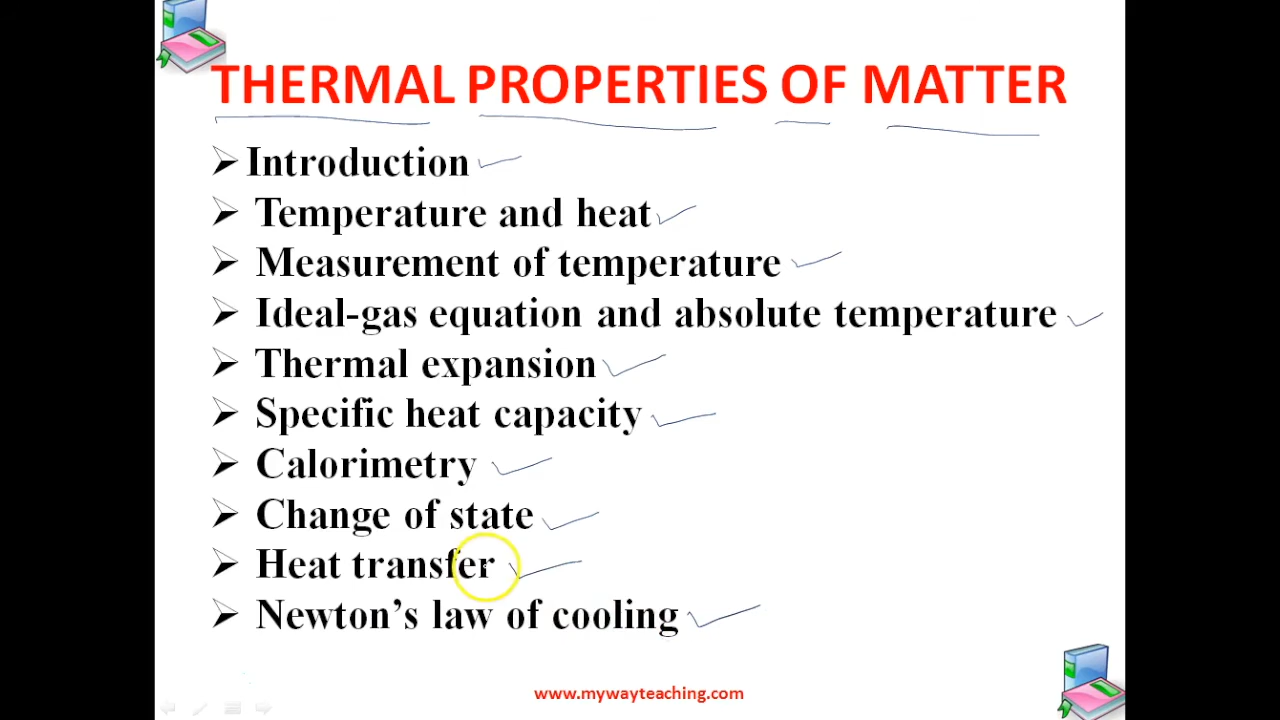 THERMAL PROPERTIES OF MATTER
➢Introduction
➢ Temperature and heat
➢ Measurement of temperature
➢ Ideal-gas equation and absolute temperature
➢ Thermal expansion
➢ Specific heat capacity
➢ Calorimetry
➢ Change of state
➢ Heat transfer
➢ Newton’s law of cooling
www.mywayteaching.com